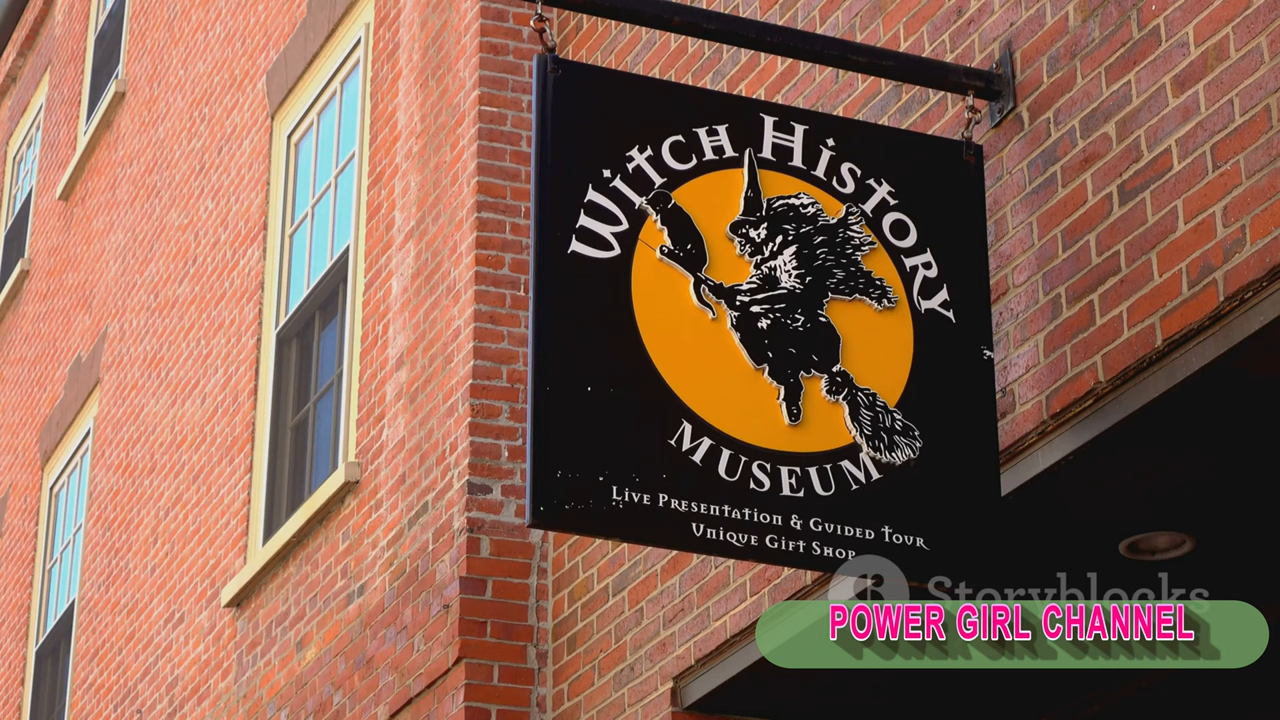 Witch History
Museum
Live Presentation & Guided Tour
Unique Gift Shop
Storyblocks
POWER GIRL CHANNEL